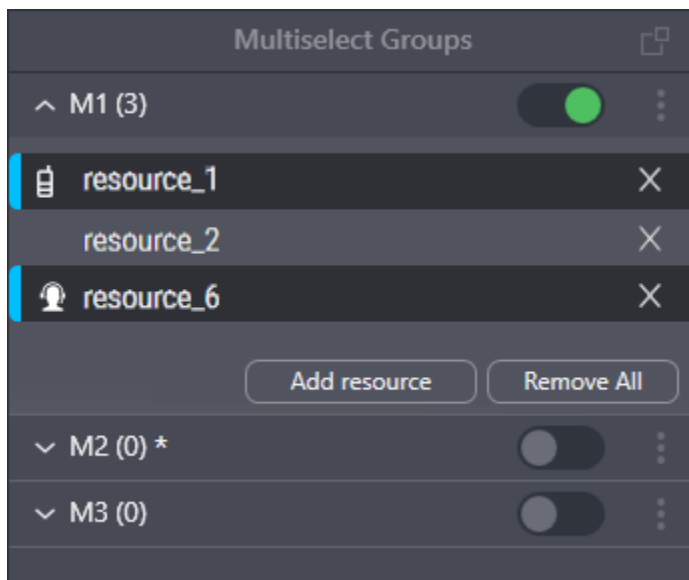 Multiselect Groups
M1 (3)
resource_1
resource_2
resource_6
Add resource Remove All
M2 (0) *
M3 (0)